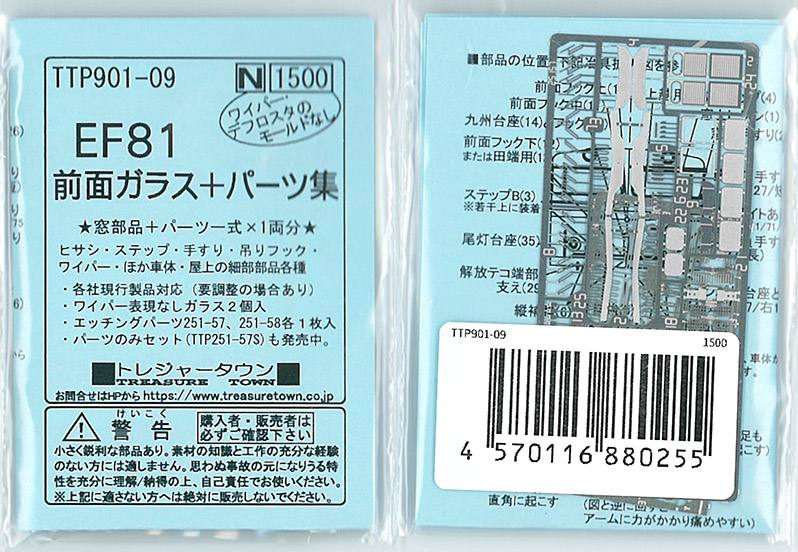 TTP901-09 N 1500
ワイパー・
デフロスタの
モールドなし
EF81
前面ガラス＋パーツ集
★窓部品＋パーツ一式×1両分★
ヒサシ・ステップ・手すり・吊りフック・
ワイパー・ほか車体・屋上の細部部品各種
・各社現行製品対応（要調整の場合あり）
・ワイパー表現なしガラス２個入
・エッチングパーツ251-57、251-58各１枚入
・パーツのみセット(TTP251-57S)も発売中。
トレジャータウン
TREASURE TOWN
お問合せはHPから https://www.treasuretown.co.jp
けいこく
警告
購入者・販売者は
必ずご確認下さい
小さく鋭利な部品あり。素材の知識と工作の充分な経験
のない方には適しません。思わぬ事故の元になりうる特
性を充分に理解/納得の上、自己責任でお使いください。
※上記に適さない方へは絶対に販売しないでください。
■部品の位置
前面フック上(1
前面フック中(1
九州台座(14)
前面フック下(1
または田端用(1
ステップB(3)
※若干上に装着
尾灯台座(35)
解放テコ端部
支え(29
TTP901-09
1500
4 570116 880255
直角に起こす
（図と逆に回す
アームに力がかかり痛めやすい）